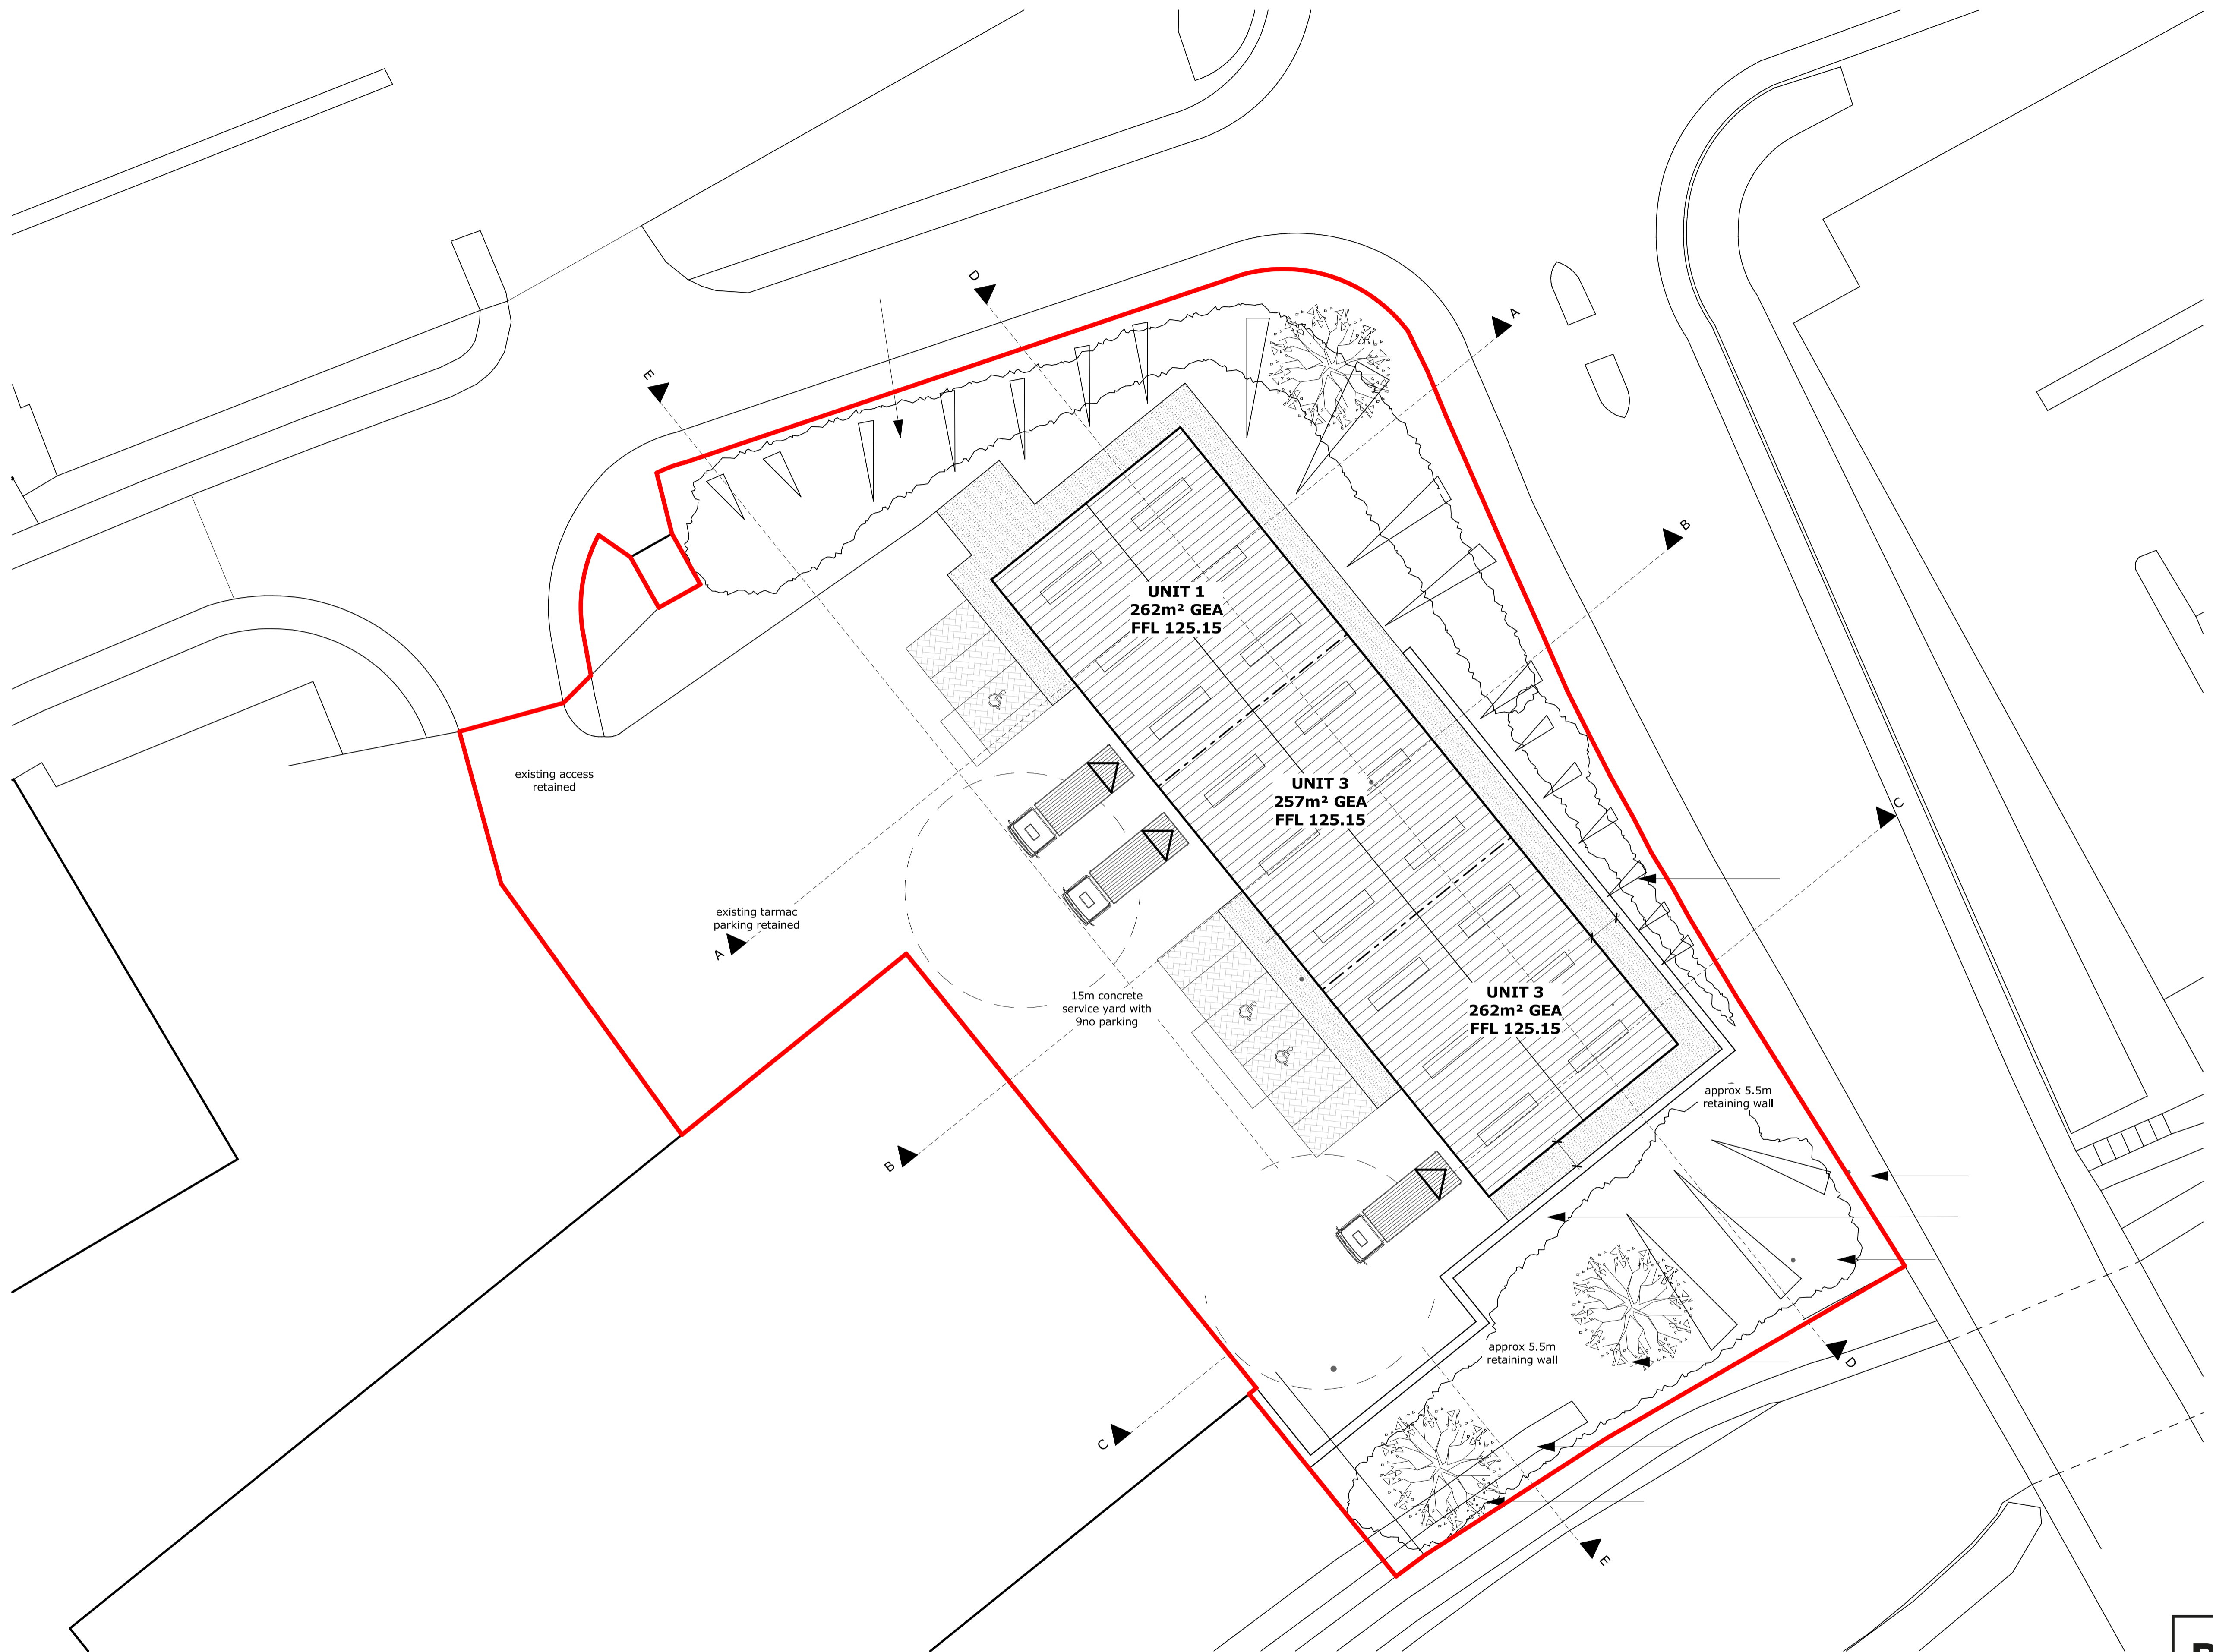 D
A
E
B
UNIT 1
262m² GEA
FFL 125.15
existing access
retained
UNIT 3
257m² GEA
FFL 125.15
C
existing tarmac
parking retained
A
15m concrete
service yard with
9no parking
UNIT 3
262m² GEA
FFL 125.15
approx 5.5m
retaining wall
B
approx 5.5m
retaining wall
D
C
E